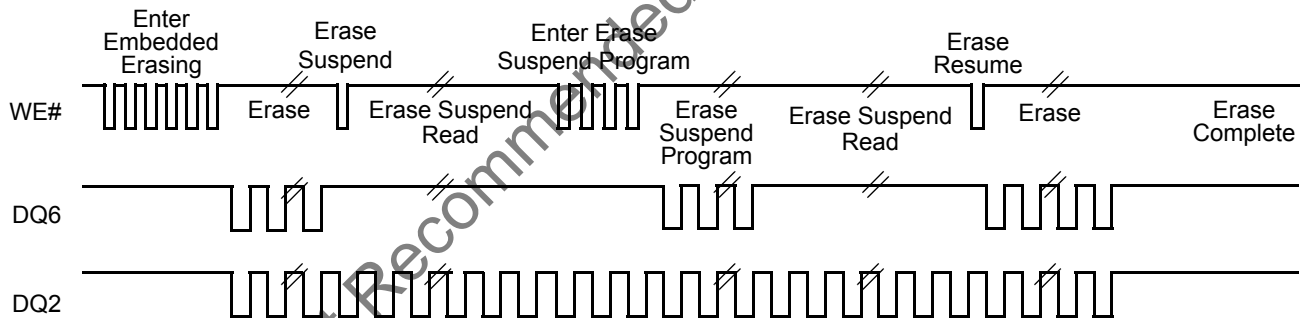 Enter
Embedded
Erasing
Erase
Suspend
Enter Erase
Suspend Program
Erase
Resume
WE#
Erase
Erase Suspend
Read
Erase
Suspend
Program
Erase Suspend
Read
Erase
Erase
Complete
DQ6
DQ2
Recommended